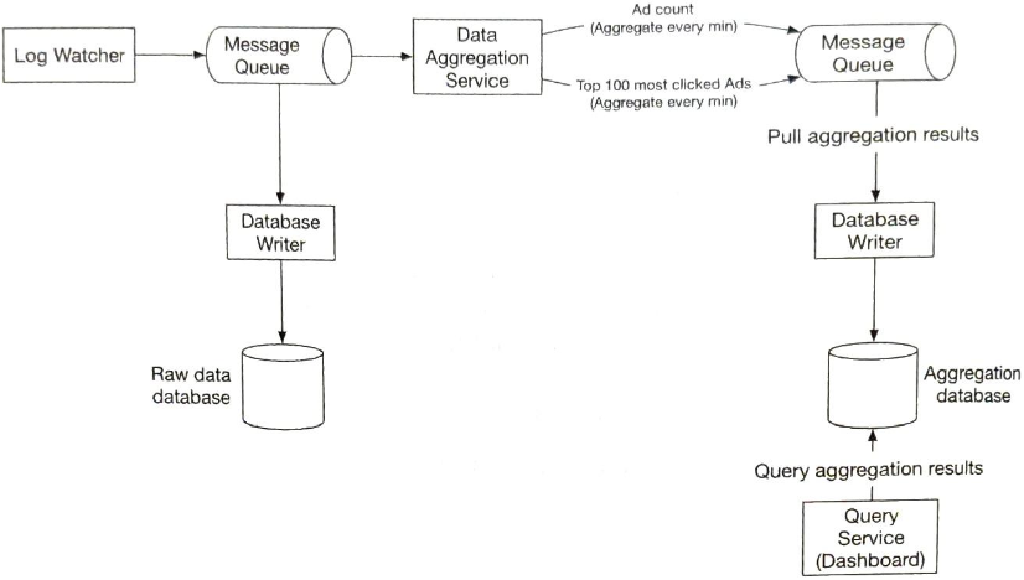 Log Watcher
Message
Queue
Data
Aggregation
Service
Ad count
(Aggregate every min)
Top 100 most clicked Ads
(Aggregate every min)
Message
Queue
Pull aggregation results
Database
Writer
Database
Writer
Raw data
database
Aggregation
database
Query aggregation results
Query
Service
(Dashboard)